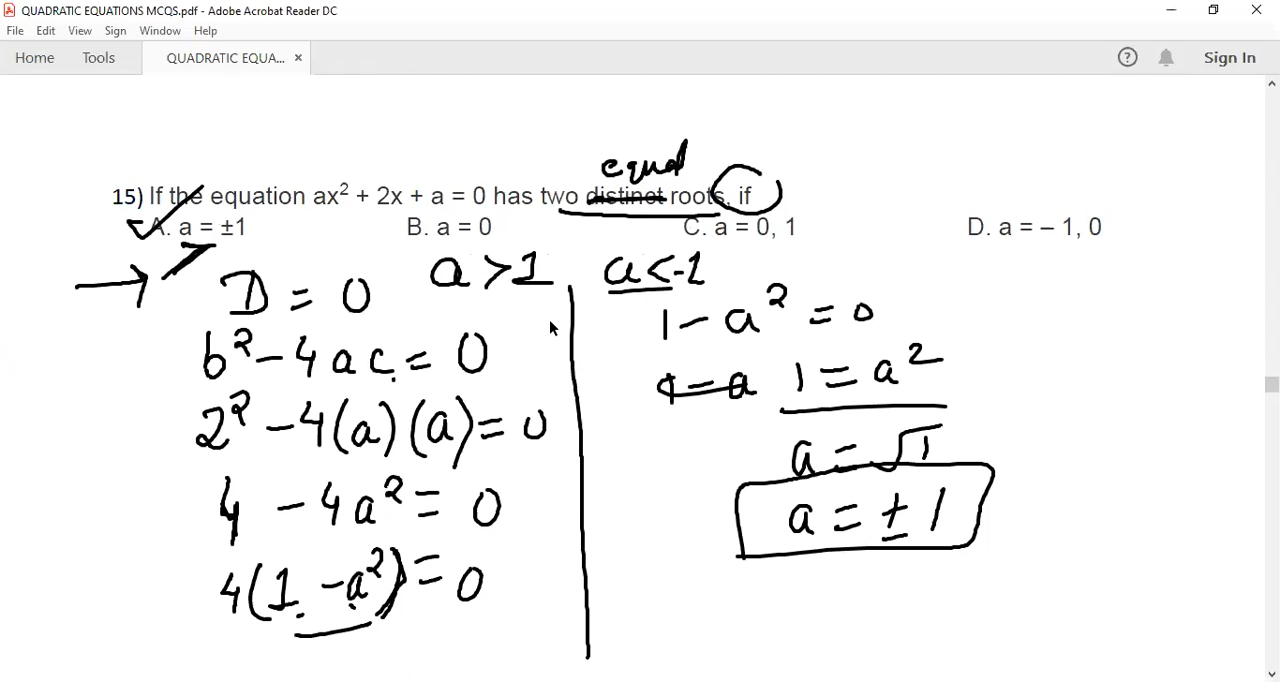 QUADRATIC EQUATIONS MCQS.pdf - Adobe Acrobat Reader DC
File Edit View Sign Window Help
Home Tools QUADRATIC EQUA... × ? Sign In
equal
15) If the equation ax² + 2x + a = 0 has two distinct roots, if
A. a = ±1 B. a = 0 C. a = 0, 1 D. a = – 1, 0
a > 1 a < -1
D = 0
b² - 4ac = 0
2² - 4(a)(a) = 0
4 - 4a² = 0
4(1 - a²) = 0
1 - a² = 0
1 = a²
a = √1
a = ± 1